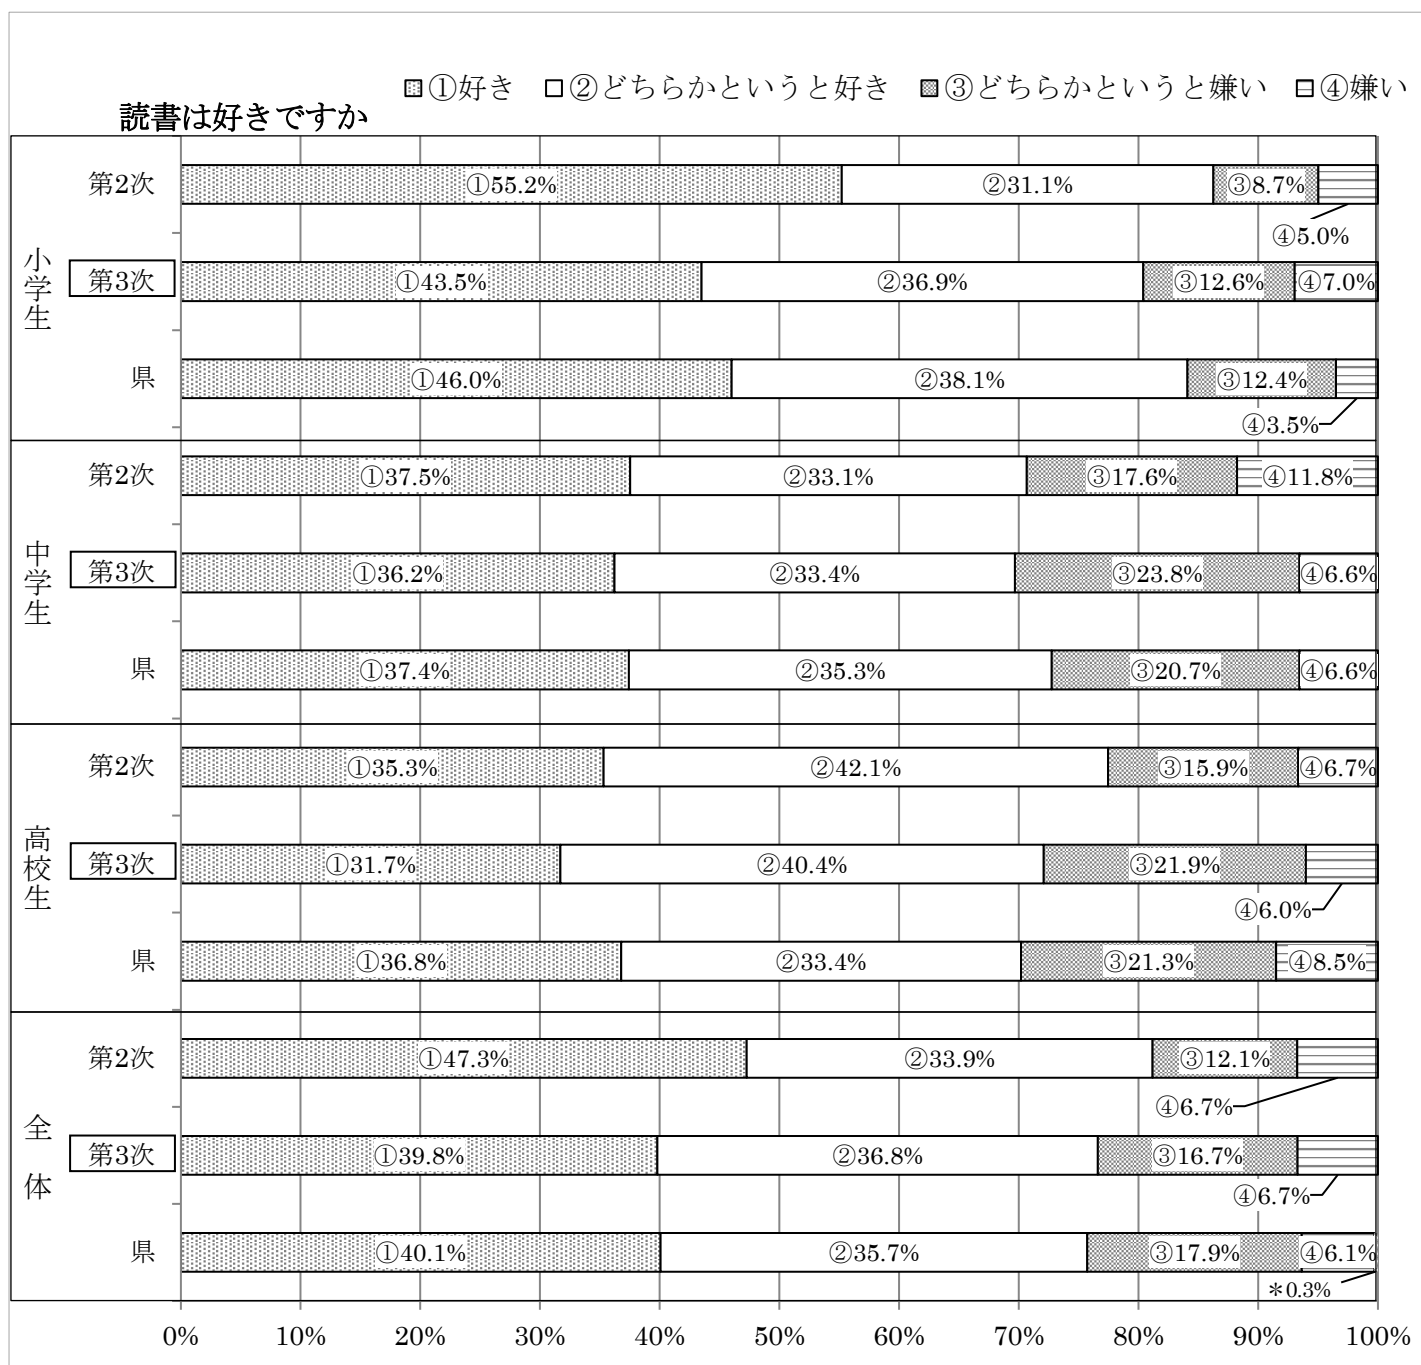 ①好き ②どちらかというと好き ③どちらかというと嫌い ④嫌い
読書は好きですか
小学生
第2次 ①55.2% ②31.1% ③8.7%
④5.0%
第3次 ①43.5% ②36.9% ③12.6% ④7.0%
県 ①46.0% ②38.1% ③12.4%
④3.5%
中学生
第2次 ①37.5% ②33.1% ③17.6% ④11.8%
第3次 ①36.2% ②33.4% ③23.8% ④6.6%
県 ①37.4% ②35.3% ③20.7% ④6.6%
高校生
第2次 ①35.3% ②42.1% ③15.9% ④6.7%
第3次 ①31.7% ②40.4% ③21.9%
④6.0%
県 ①36.8% ②33.4% ③21.3% ④8.5%
全体
第2次 ①47.3% ②33.9% ③12.1%
④6.7%
第3次 ①39.8% ②36.8% ③16.7%
④6.7%
県 ①40.1% ②35.7% ③17.9% ④6.1%
*0.3%
0% 10% 20% 30% 40% 50% 60% 70% 80% 90% 100%